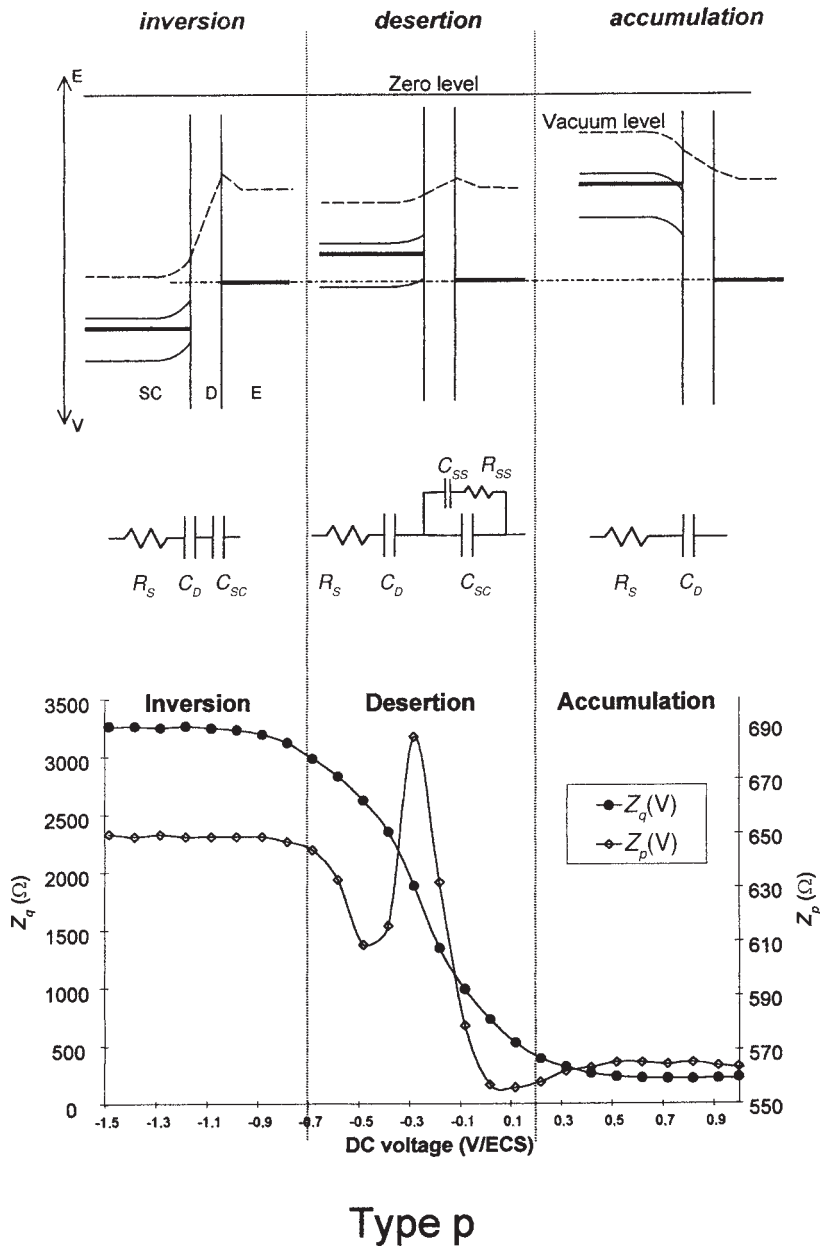 inversion desertion accumulation
E
Zero level
Vacuum level
SC D E
V
C_SS R_SS
R_S C_D C_SC R_S C_D C_SC R_S C_D
Inversion Desertion Accumulation
3500
3000
2500
2000
1500
1000
500
0
Z_q (Ω)
690
670
650
630
610
590
570
550
Z_p (Ω)
Z_q(V)
Z_p(V)
-1.5 -1.3 -1.1 -0.9 -0.7 -0.5 -0.3 -0.1 0.1 0.3 0.5 0.7 0.9
DC voltage (V/ECS)
Type p